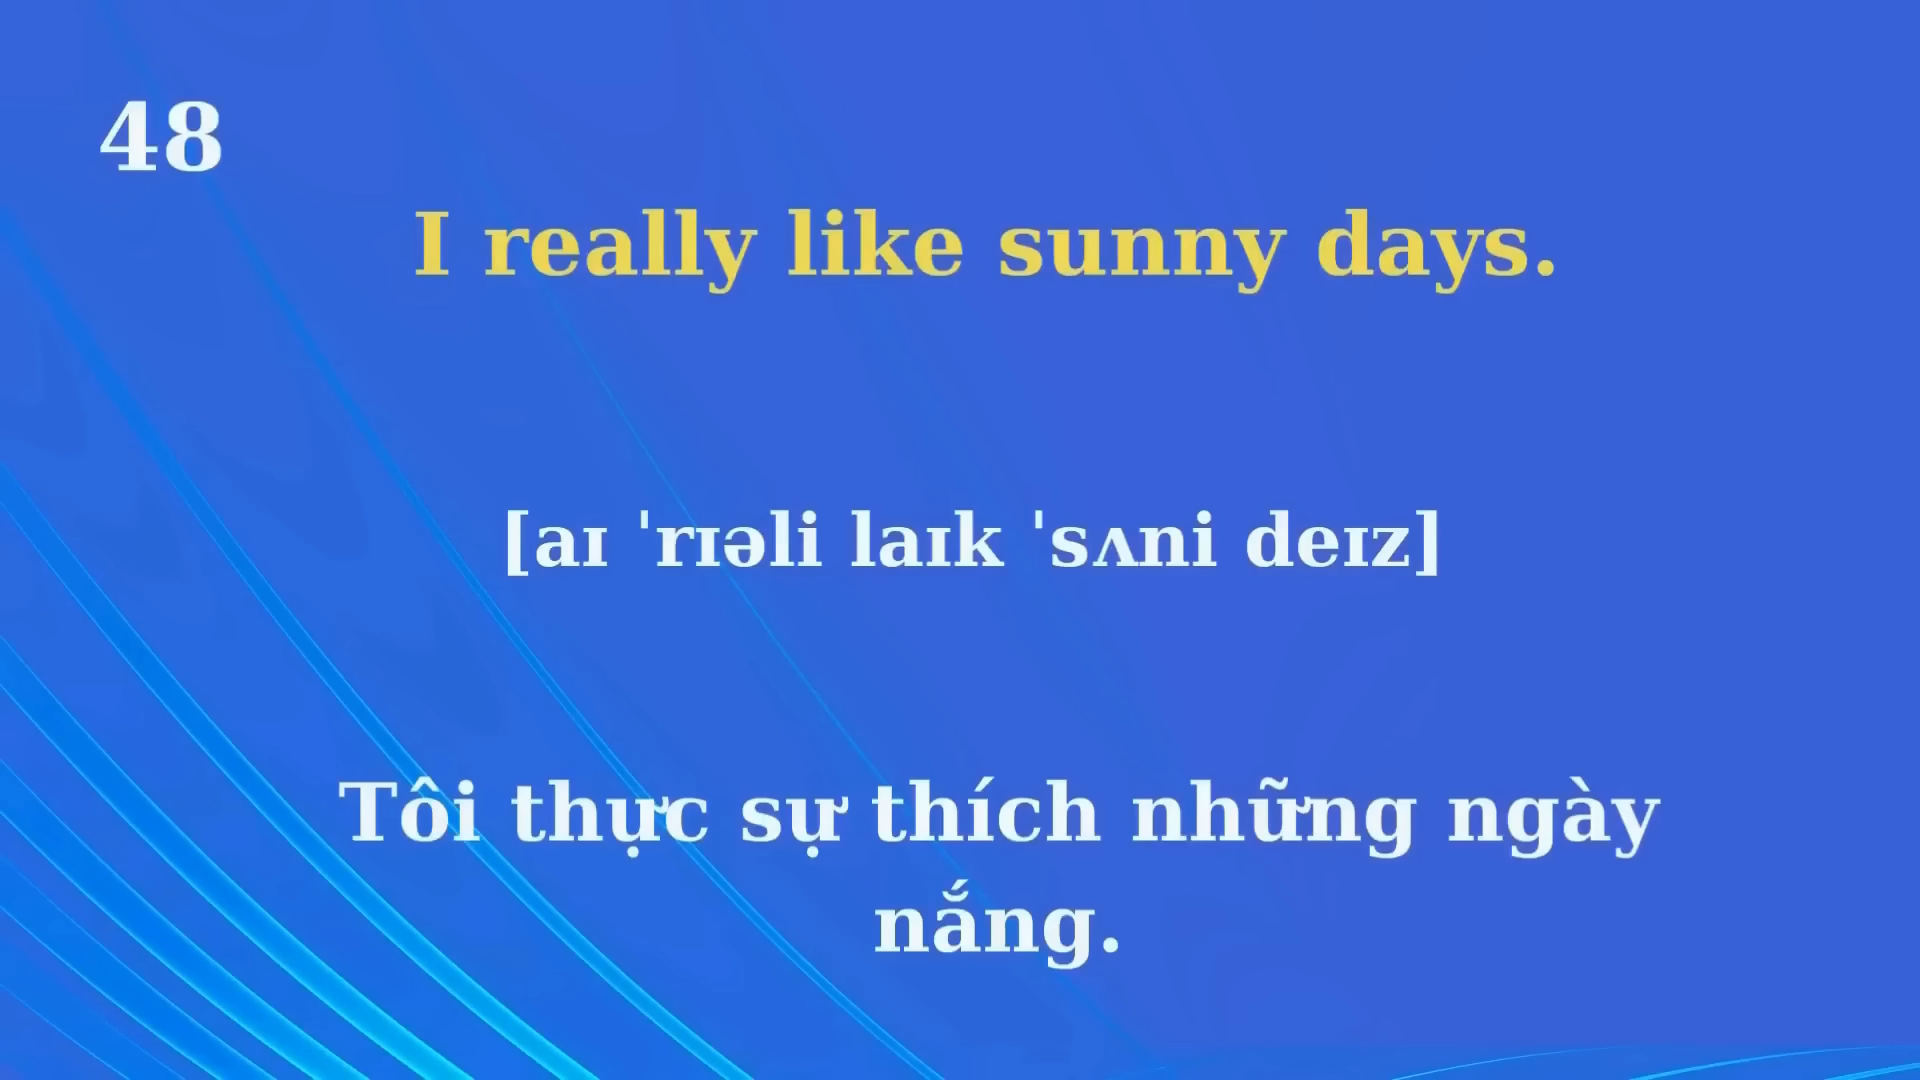 48
I really like sunny days.
[aɪ ˈrɪəli laɪk ˈsʌni deɪz]
Tôi thực sự thích những ngày
nắng.